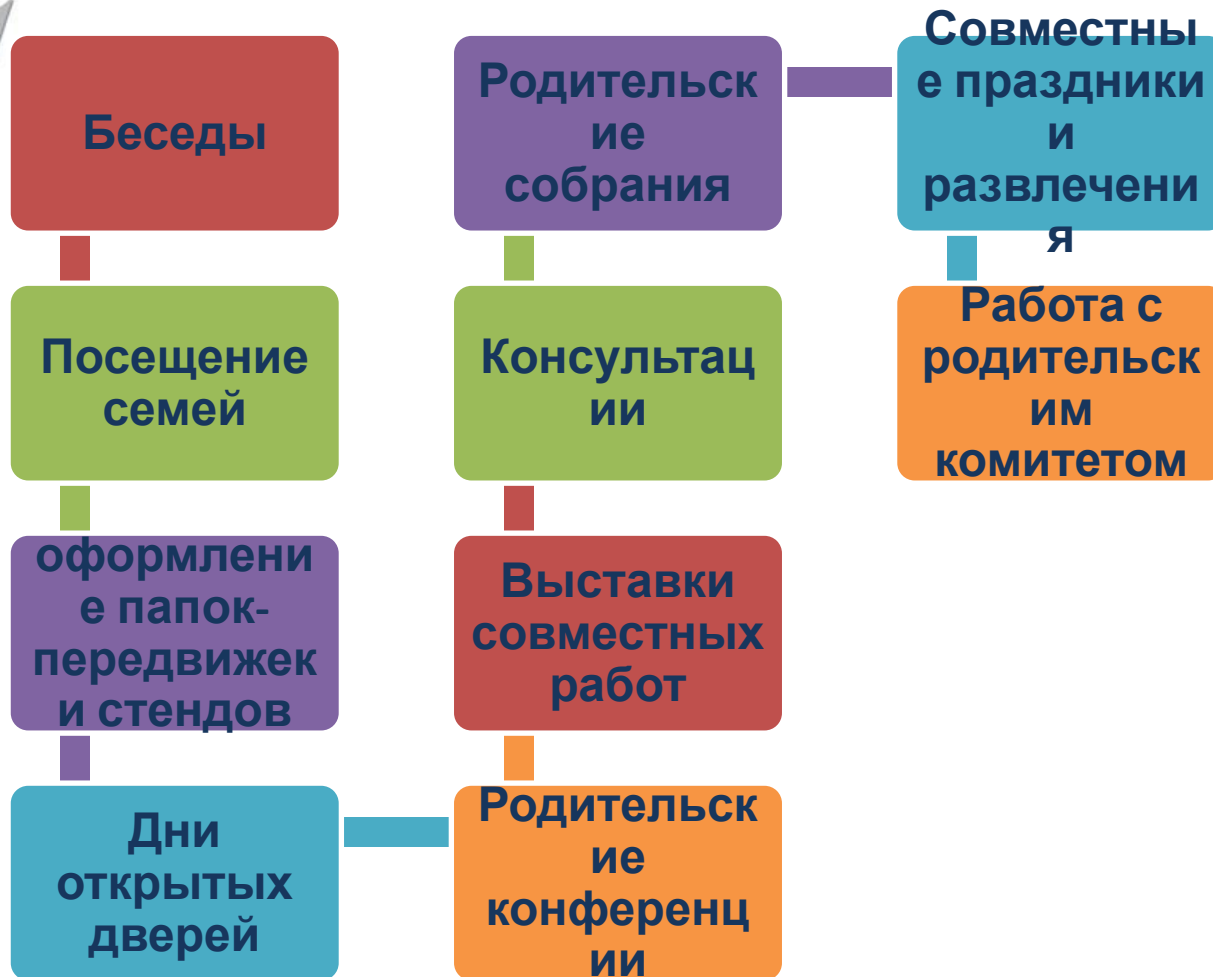 Беседы
Посещение
семей
оформлени
е папок-
передвижек
и стендов
Дни
открытых
дверей
Родительск
ие
конференц
ии
Выставки
совместных
работ
Консультац
ии
Родительск
ие
собрания
Совместны
е праздники
и
развлечени
я
Работа с
родительск
им
комитетом